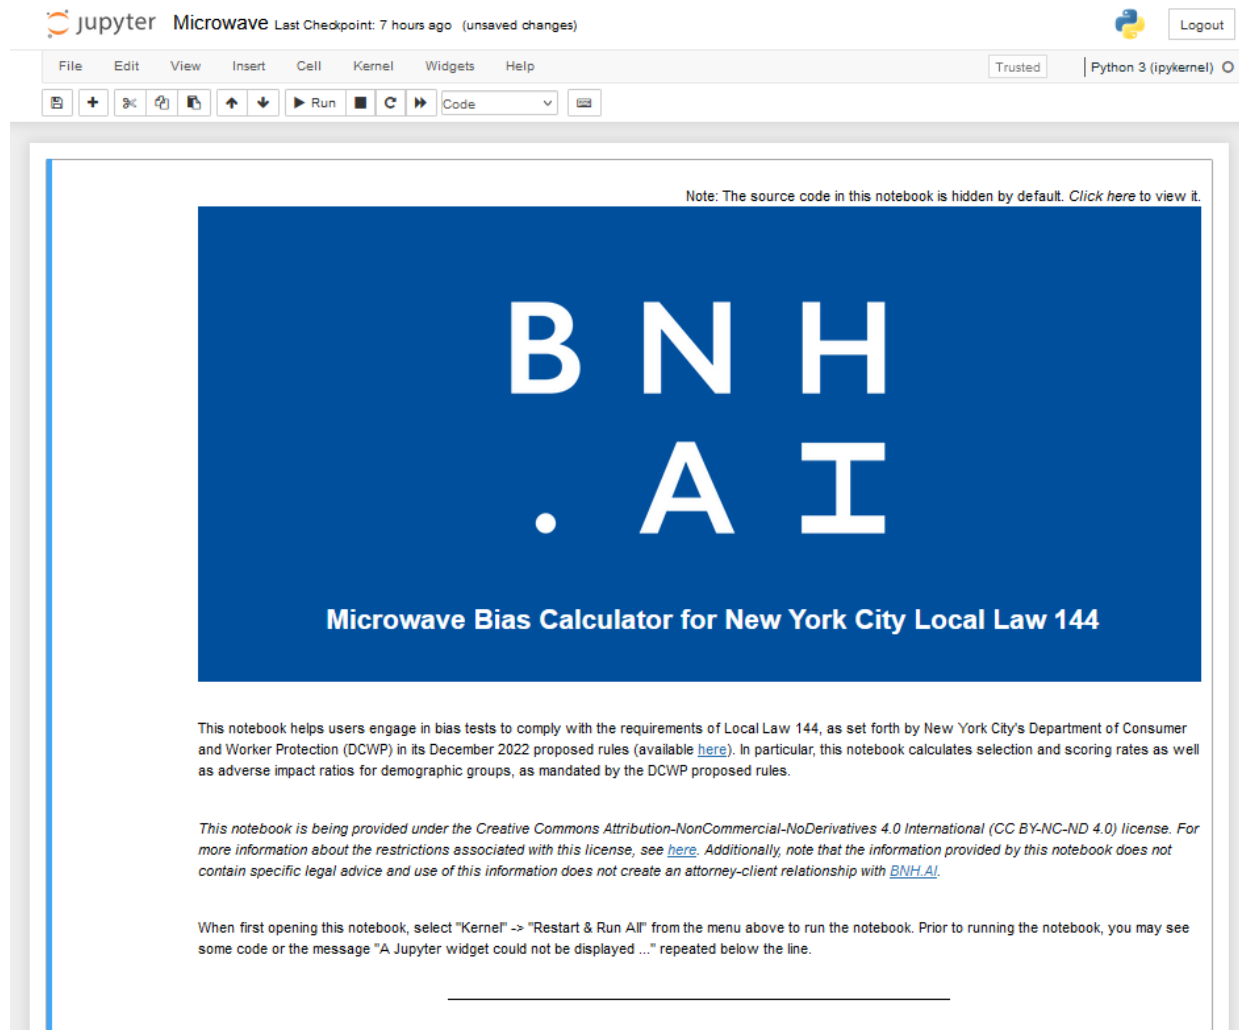 jupyter Microwave Last Checkpoint: 7 hours ago (unsaved changes) Logout
File Edit View Insert Cell Kernel Widgets Help Trusted Python 3 (ipykernel)
Run Code
Note: The source code in this notebook is hidden by default. Click here to view it.
B N H
. A I
Microwave Bias Calculator for New York City Local Law 144
This notebook helps users engage in bias tests to comply with the requirements of Local Law 144, as set forth by New York City's Department of Consumer
and Worker Protection (DCWP) in its December 2022 proposed rules (available here). In particular, this notebook calculates selection and scoring rates as well
as adverse impact ratios for demographic groups, as mandated by the DCWP proposed rules.
This notebook is being provided under the Creative Commons Attribution-NonCommercial-NoDerivatives 4.0 International (CC BY-NC-ND 4.0) license. For
more information about the restrictions associated with this license, see here. Additionally, note that the information provided by this notebook does not
contain specific legal advice and use of this information does not create an attorney-client relationship with BNH.AI.
When first opening this notebook, select "Kernel" -> "Restart & Run All" from the menu above to run the notebook. Prior to running the notebook, you may see
some code or the message "A Jupyter widget could not be displayed ..." repeated below the line.